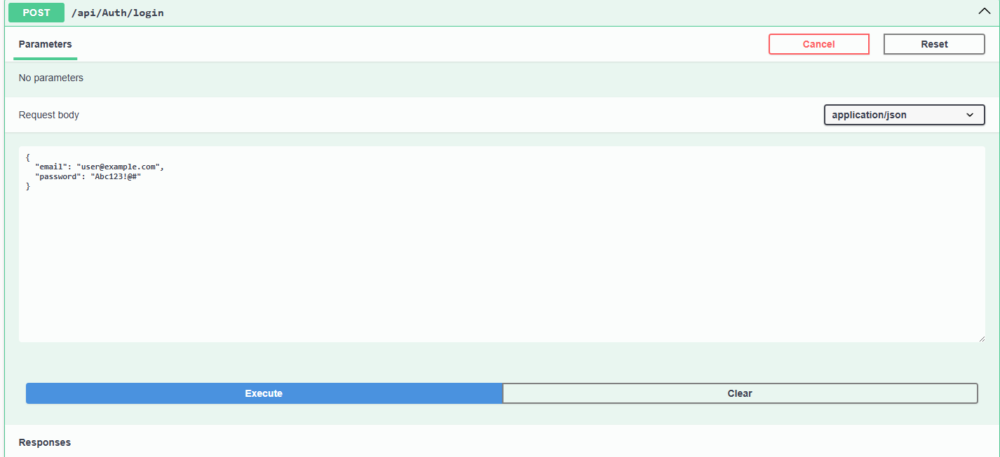 POST /api/Auth/login
Parameters Cancel Reset
No parameters
Request body application/json
{
  "email": "user@example.com",
  "password": "Abc123!@#"
}
Execute Clear
Responses